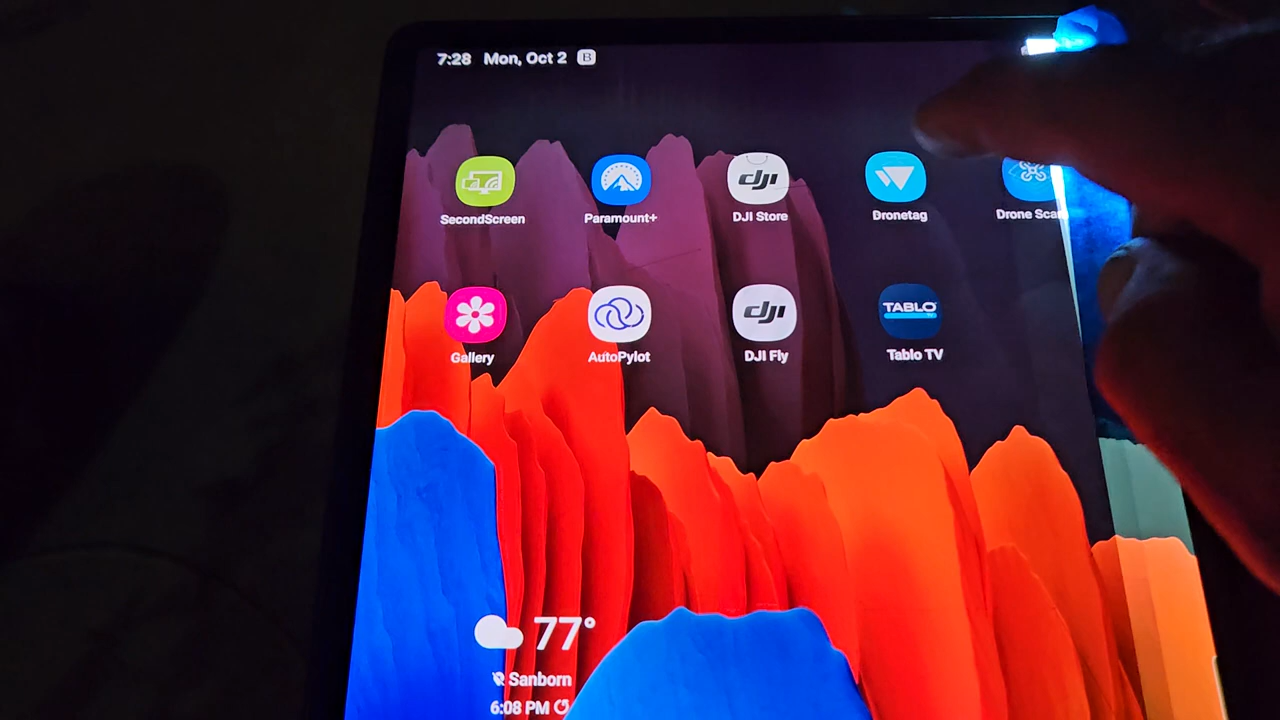 7:28 Mon, Oct 2 B
SecondScreen
Paramount+
dji
DJI Store
Dronetag
Drone
Gallery
AutoPylot
dji
DJI Fly
TABLO
Tablo TV
77°
Sanborn
6:08 PM